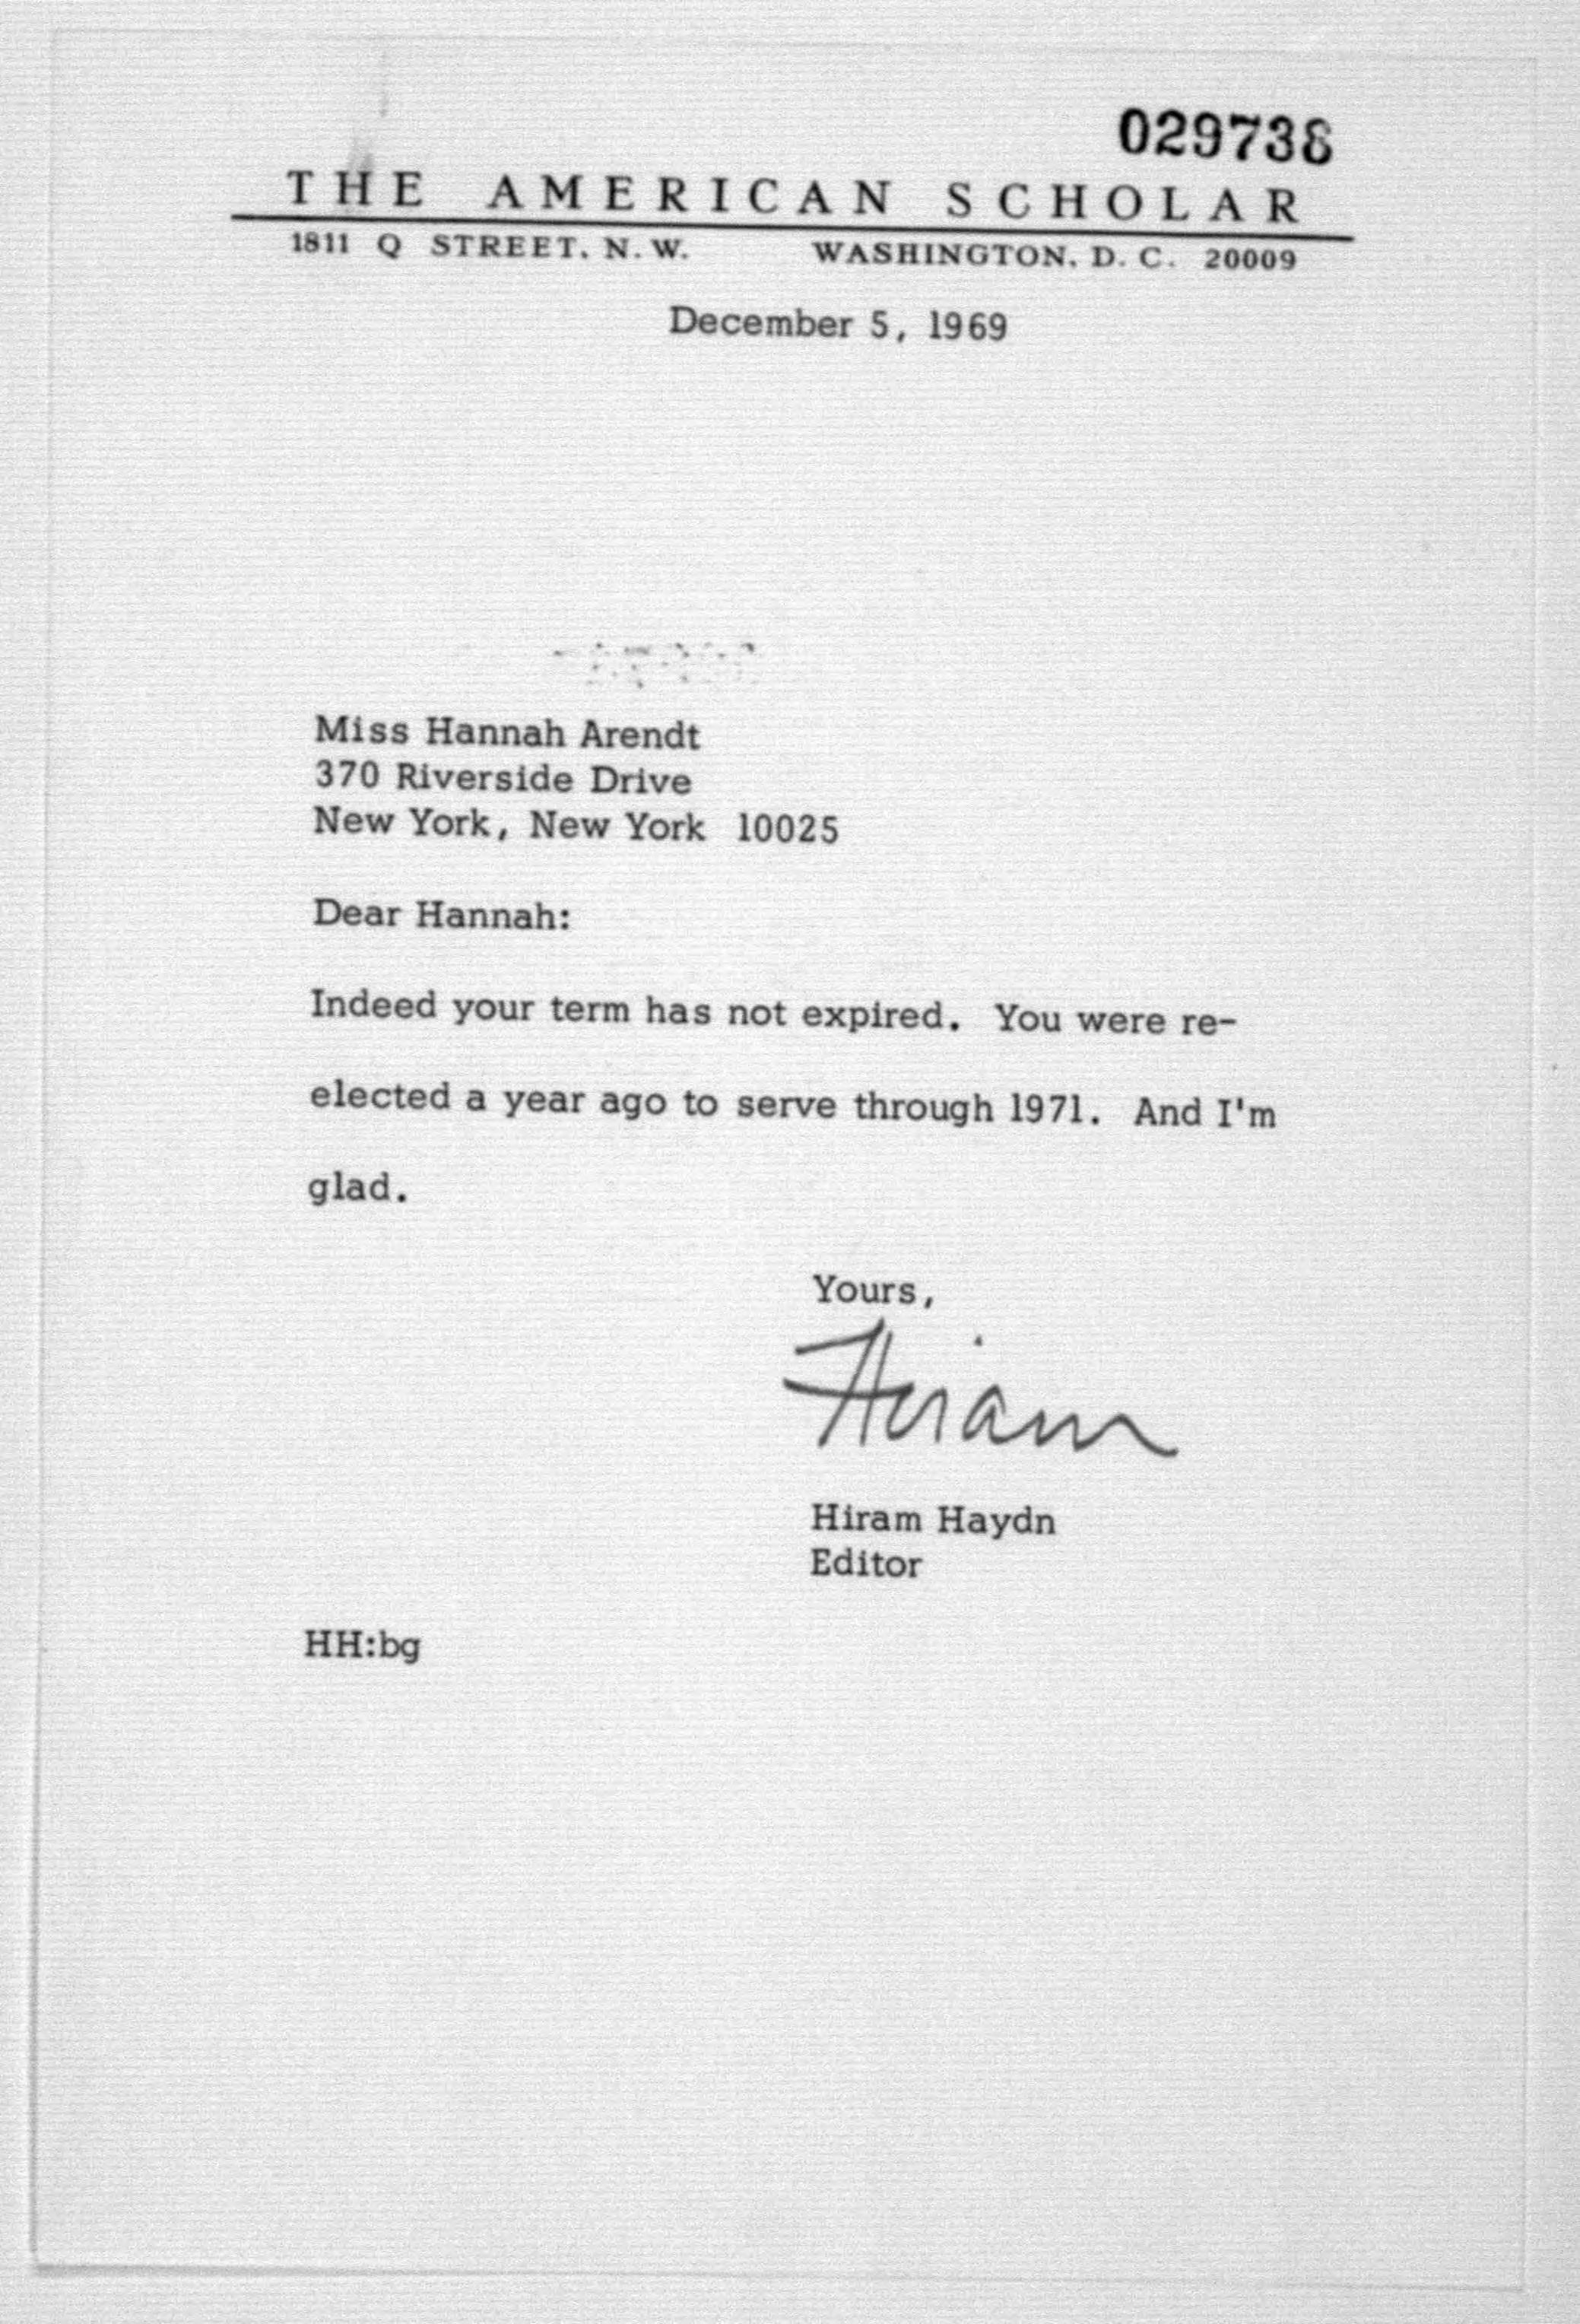 029738
THE AMERICAN SCHOLAR
1811 Q STREET, N. W. WASHINGTON, D. C. 20009
December 5, 1969
Miss Hannah Arendt
370 Riverside Drive
New York, New York 10025
Dear Hannah:
Indeed your term has not expired. You were re-
elected a year ago to serve through 1971. And I'm
glad.
Yours,
Hiram
Hiram Haydn
Editor
HH:bg